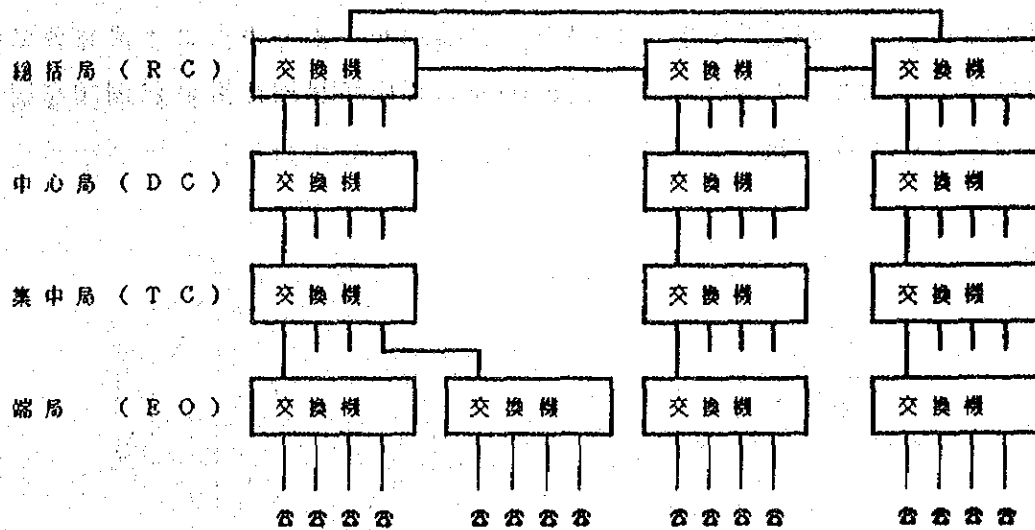 総括局(RC) 交換機 交換機 交換機
中心局(DC) 交換機 交換機 交換機
集中局(TC) 交換機 交換機 交換機
端局 (EO) 交換機 交換機 交換機 交換機
☎ ☎ ☎ ☎ ☎ ☎ ☎ ☎ ☎ ☎ ☎ ☎ ☎ ☎ ☎ ☎